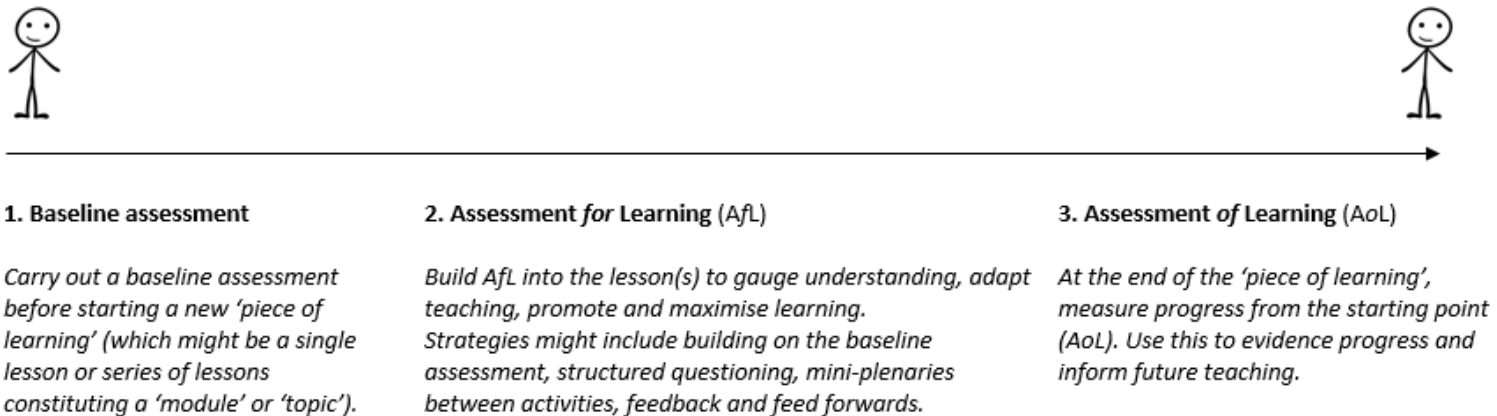 1. Baseline assessment
Carry out a baseline assessment
before starting a new ‘piece of
learning’ (which might be a single
lesson or series of lessons
constituting a ‘module’ or ‘topic’).
2. Assessment for Learning (AfL)
Build AfL into the lesson(s) to gauge understanding, adapt
teaching, promote and maximise learning.
Strategies might include building on the baseline
assessment, structured questioning, mini-plenaries
between activities, feedback and feed forwards.
3. Assessment of Learning (AoL)
At the end of the ‘piece of learning’,
measure progress from the starting point
(AoL). Use this to evidence progress and
inform future teaching.